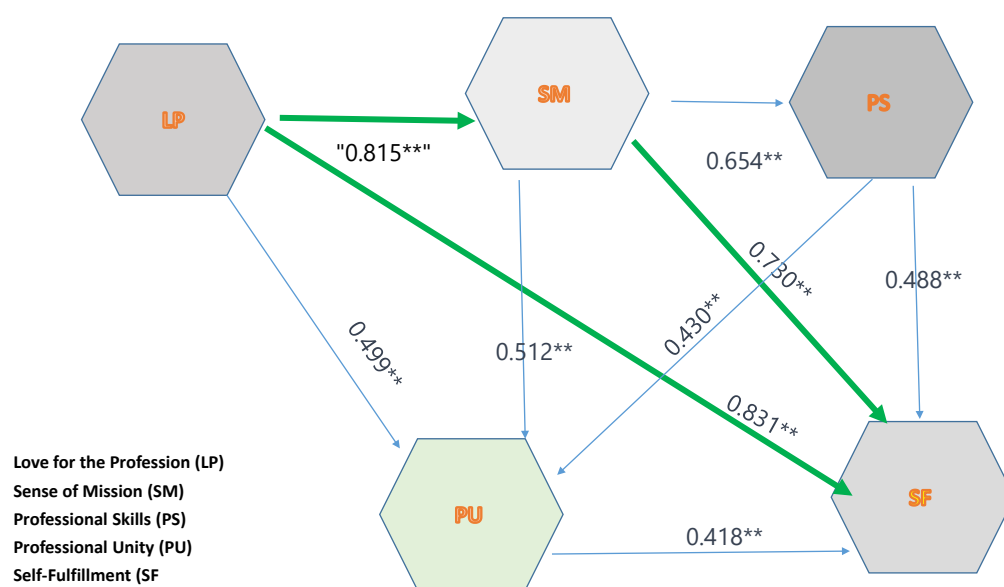 LP
SM
PS
"0.815**"
0.654**
0.730**
0.488**
0.430**
0.499**
0.512**
0.831**
Love for the Profession (LP)
Sense of Mission (SM)
Professional Skills (PS)
Professional Unity (PU)
Self-Fulfillment (SF
PU
SF
0.418**